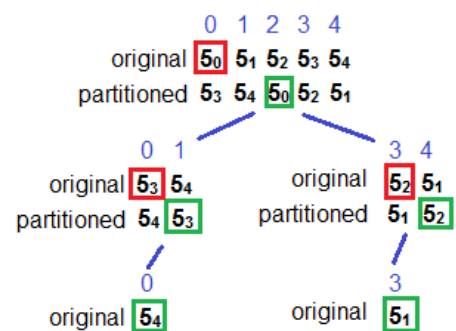 0 1 2 3 4
original 5₀ 5₁ 5₂ 5₃ 5₄
partitioned 5₃ 5₄ 5₀ 5₂ 5₁
0 1
original 5₃ 5₄
partitioned 5₄ 5₃
0
original 5₄
3 4
original 5₂ 5₁
partitioned 5₁ 5₂
3
original 5₁